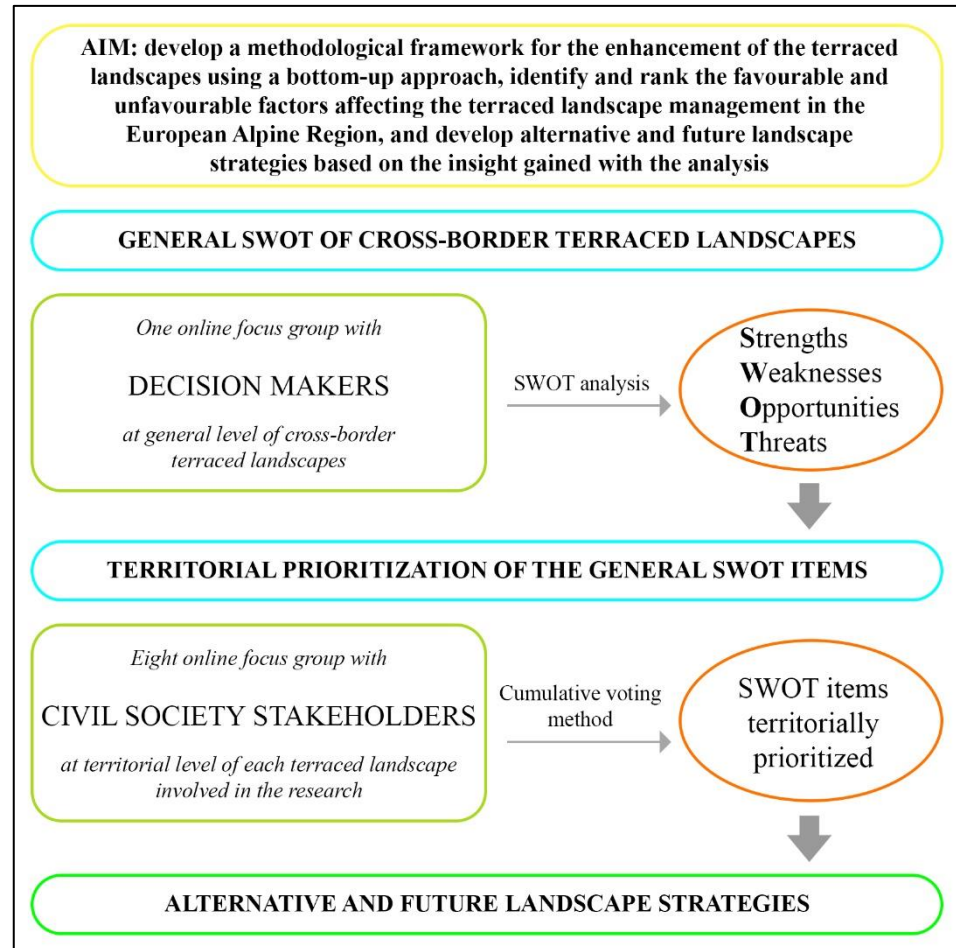 AIM: develop a methodological framework for the enhancement of the terraced
landscapes using a bottom-up approach, identify and rank the favourable and
unfavourable factors affecting the terraced landscape management in the
European Alpine Region, and develop alternative and future landscape
strategies based on the insight gained with the analysis
GENERAL SWOT OF CROSS-BORDER TERRACED LANDSCAPES
One online focus group with
DECISION MAKERS
at general level of cross-border
terraced landscapes
SWOT analysis
Strengths
Weaknesses
Opportunities
Threats
TERRITORIAL PRIORITIZATION OF THE GENERAL SWOT ITEMS
Eight online focus group with
CIVIL SOCIETY STAKEHOLDERS
at territorial level of each terraced landscape
involved in the research
Cumulative voting
method
SWOT items
territorially
prioritized
ALTERNATIVE AND FUTURE LANDSCAPE STRATEGIES